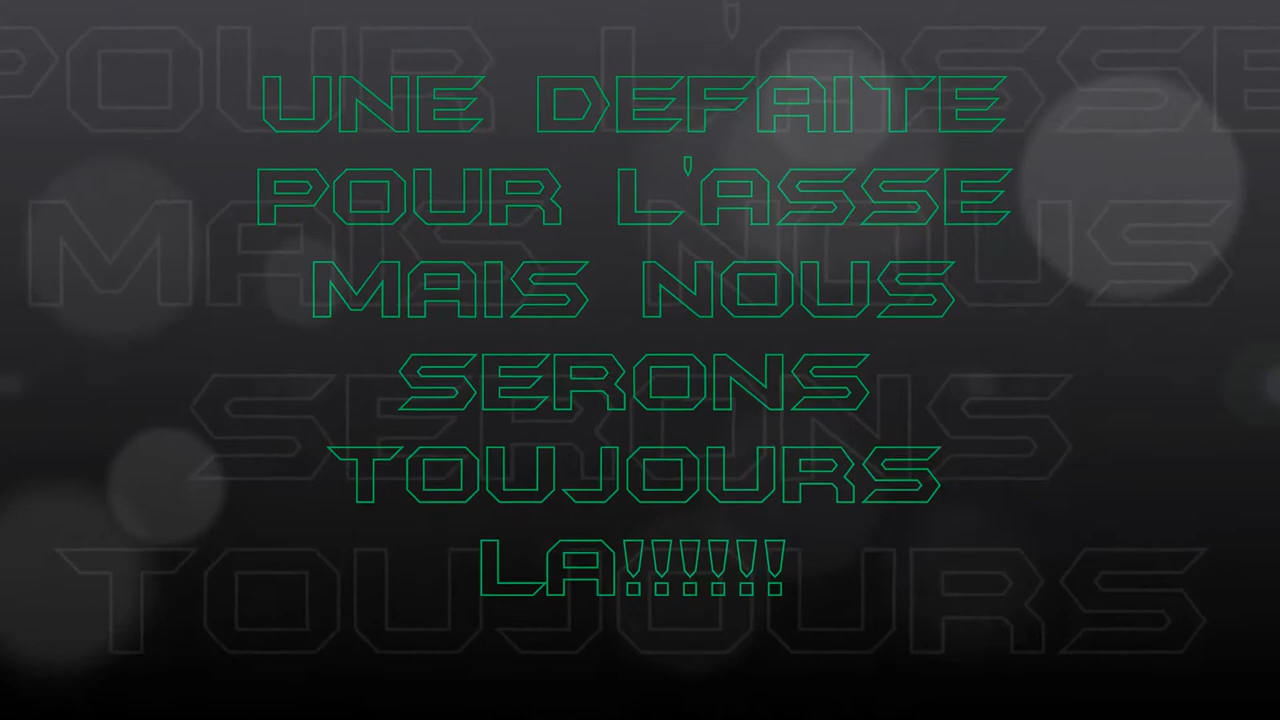 UNE DEFAITE
POUR L'ASSE
MAIS NOUS
SERONS
TOUJOURS
LA!!!!!!